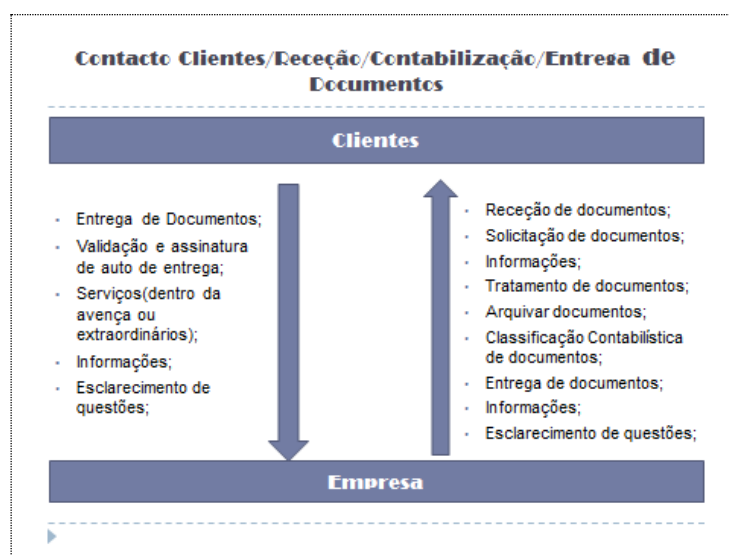 Contacto Clientes/Receção/Contabilização/Entrega de
Documentos
Clientes
Entrega de Documentos;
Validação e assinatura
de auto de entrega;
Serviços(dentro da
avença ou
extraordinários);
Informações;
Esclarecimento de
questões;
Receção de documentos;
Solicitação de documentos;
Informações;
Tratamento de documentos;
Arquivar documentos;
Classificação Contabilística
de documentos;
Entrega de documentos;
Informações;
Esclarecimento de questões;
Empresa